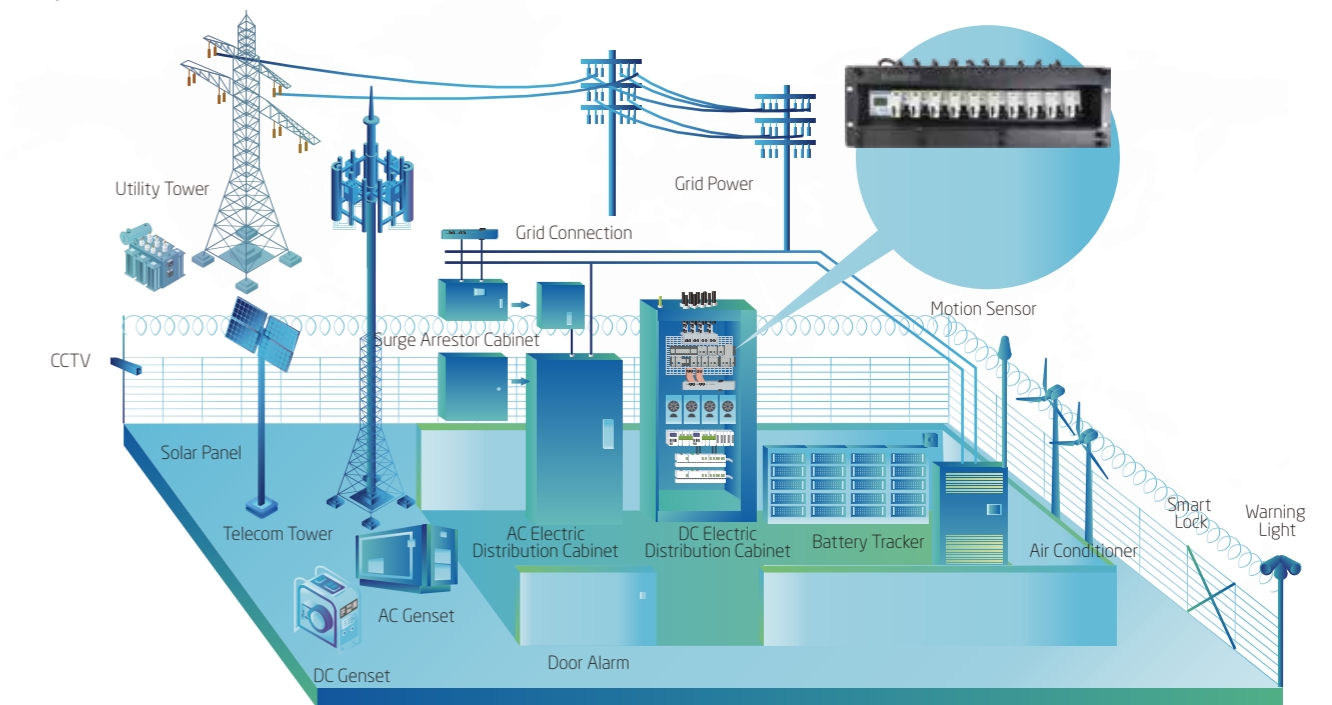 Utility Tower
Grid Power
Grid Connection
Motion Sensor
Surge Arrestor Cabinet
CCTV
Solar Panel
Smart
Lock
Warning
Light
Telecom Tower
AC Electric
Distribution Cabinet
DC Electric
Distribution Cabinet
Battery Tracker
Air Conditioner
AC Genset
Door Alarm
DC Genset